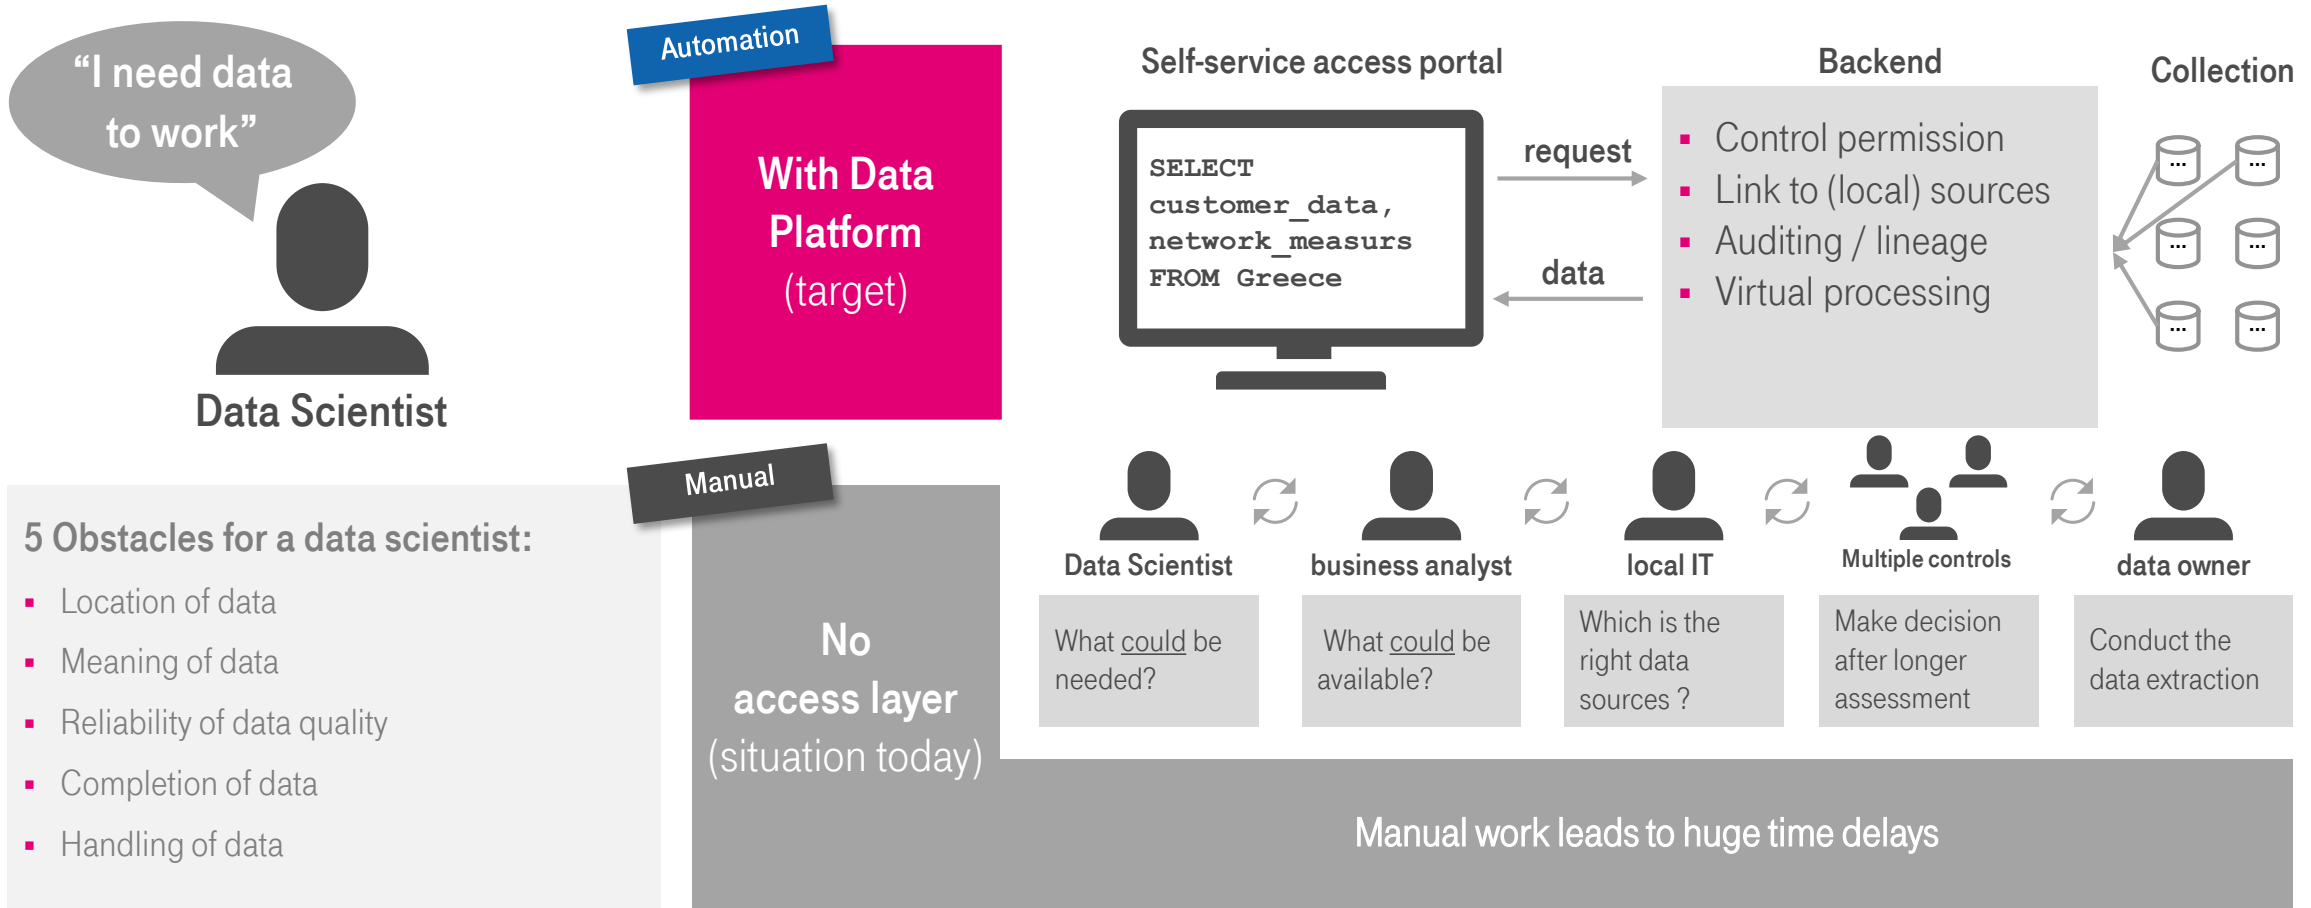 “I need data
to work”
Data Scientist
5 Obstacles for a data scientist:
▪ Location of data
▪ Meaning of data
▪ Reliability of data quality
▪ Completion of data
▪ Handling of data
Automation
With Data
Platform
(target)
Self-service access portal
SELECT
customer_data,
network_measurs
FROM Greece
request
data
Backend
▪ Control permission
▪ Link to (local) sources
▪ Auditing / lineage
▪ Virtual processing
Collection
...
...
...
...
...
...
Manual
No
access layer
(situation today)
Data Scientist
What could be
needed?
business analyst
What could be
available?
local IT
Which is the
right data
sources ?
Multiple controls
Make decision
after longer
assessment
data owner
Conduct the
data extraction
Manual work leads to huge time delays